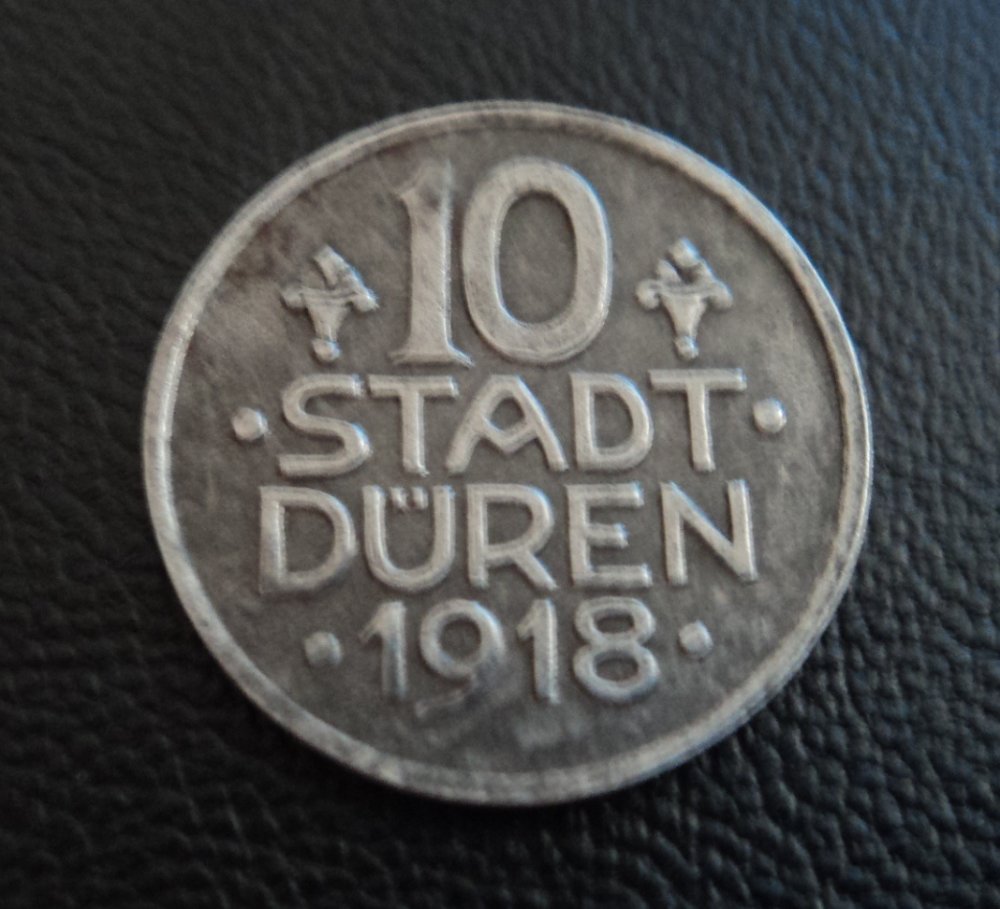 10
· STADT ·
DÜREN
· 1918 ·